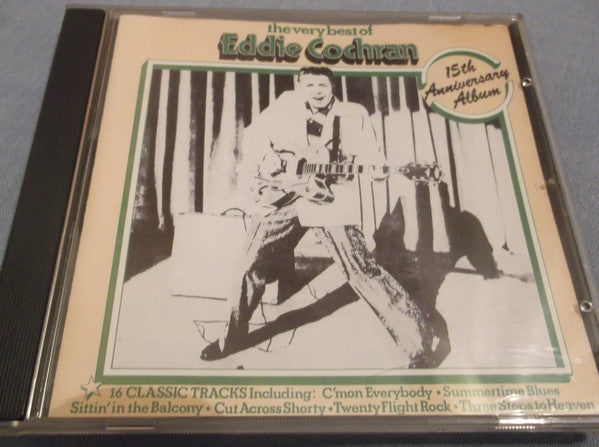 the very best of
Eddie Cochran
15th
Anniversary
Album
16 CLASSIC TRACKS Including: C'mon Everybody • Summertime Blues
Sittin' in the Balcony • Cut Across Shorty • Twenty Flight Rock • Three Steps to Heaven